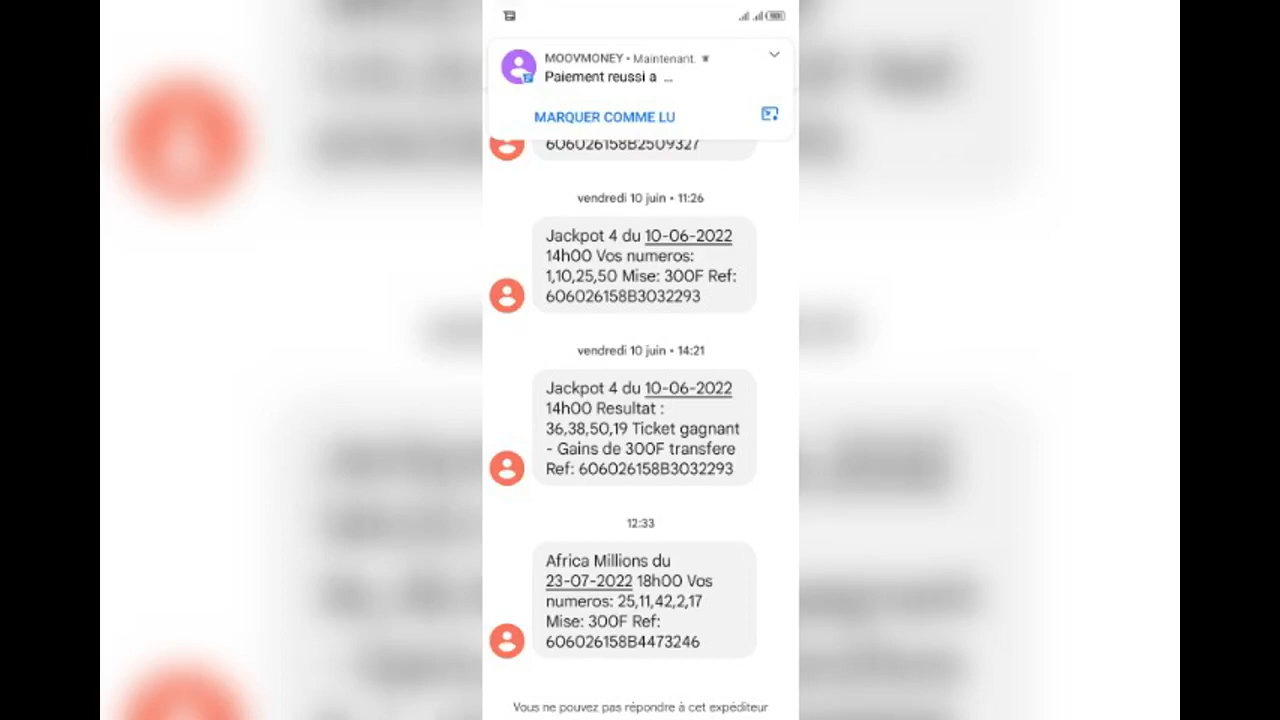 MOOVMONEY • Maintenant.
Paiement reussi a ...
MARQUER COMME LU
606026158B2509327
vendredi 10 juin • 11:26
Jackpot 4 du 10-06-2022
14h00 Vos numeros:
1,10,25,50 Mise: 300F Ref:
606026158B3032293
vendredi 10 juin • 14:21
Jackpot 4 du 10-06-2022
14h00 Resultat :
36,38,50,19 Ticket gagnant
- Gains de 300F transfere
Ref: 606026158B3032293
12:33
Africa Millions du
23-07-2022 18h00 Vos
numeros: 25,11,42,2,17
Mise: 300F Ref:
606026158B4473246
Vous ne pouvez pas répondre à cet expéditeur